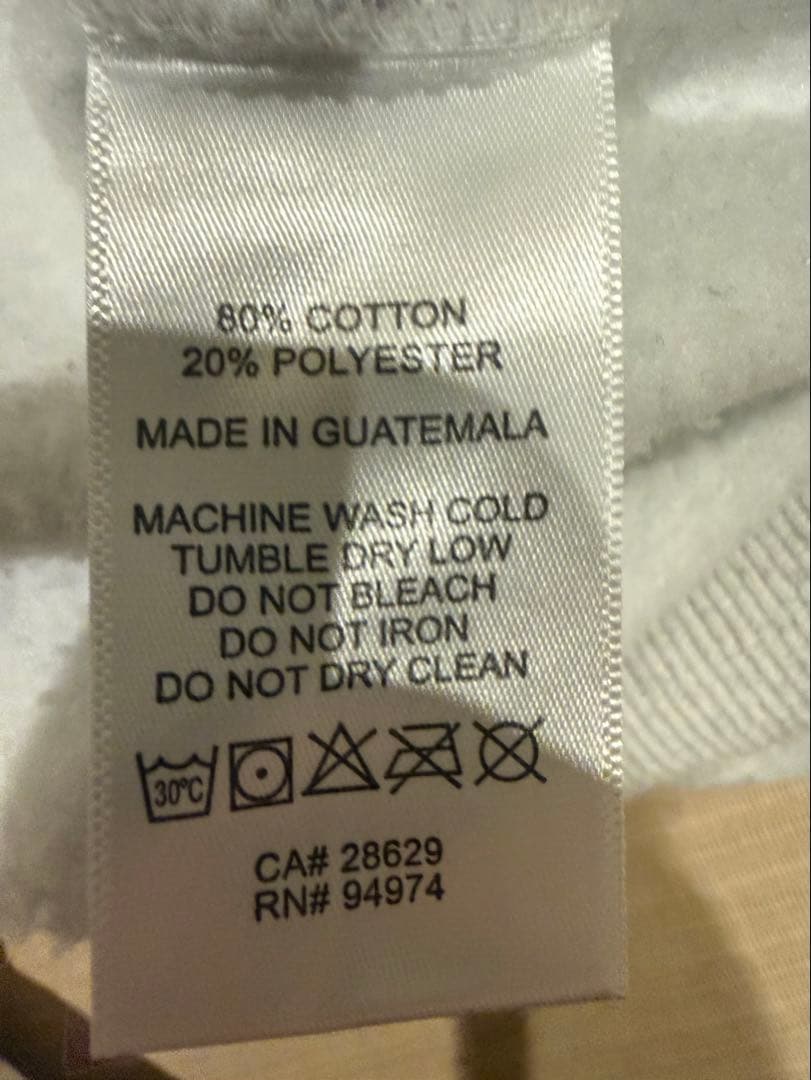 80% COTTON
20% POLYESTER
MADE IN GUATEMALA
MACHINE WASH COLD
TUMBLE DRY LOW
DO NOT BLEACH
DO NOT IRON
DO NOT DRY CLEAN
30°C
CA# 28629
RN# 94974